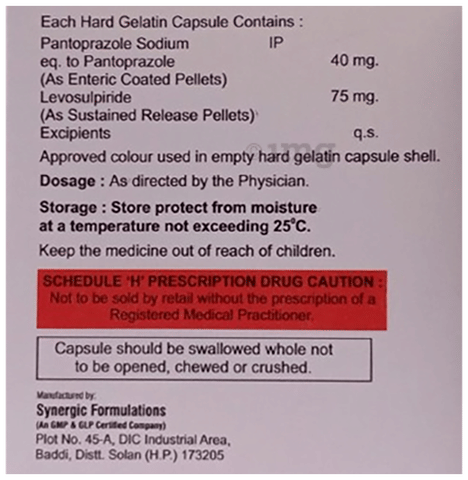 Each Hard Gelatin Capsule Contains :
Pantoprazole Sodium IP
eq. to Pantoprazole 40 mg.
(As Enteric Coated Pellets)
Levosulpiride 75 mg.
(As Sustained Release Pellets)
Excipients q.s.
Approved colour used in empty hard gelatin capsule shell.
Dosage : As directed by the Physician.
Storage : Store protect from moisture
at a temperature not exceeding 25°C.
Keep the medicine out of reach of children.
SCHEDULE 'H' PRESCRIPTION DRUG CAUTION :
Not to be sold by retail without the prescription of a
Registered Medical Practitioner.
Capsule should be swallowed whole not
to be opened, chewed or crushed.
Manufactured by:
Synergic Formulations
(An GMP & GLP Certified Company)
Plot No. 45-A, DIC Industrial Area,
Baddi, Distt. Solan (H.P.) 173205